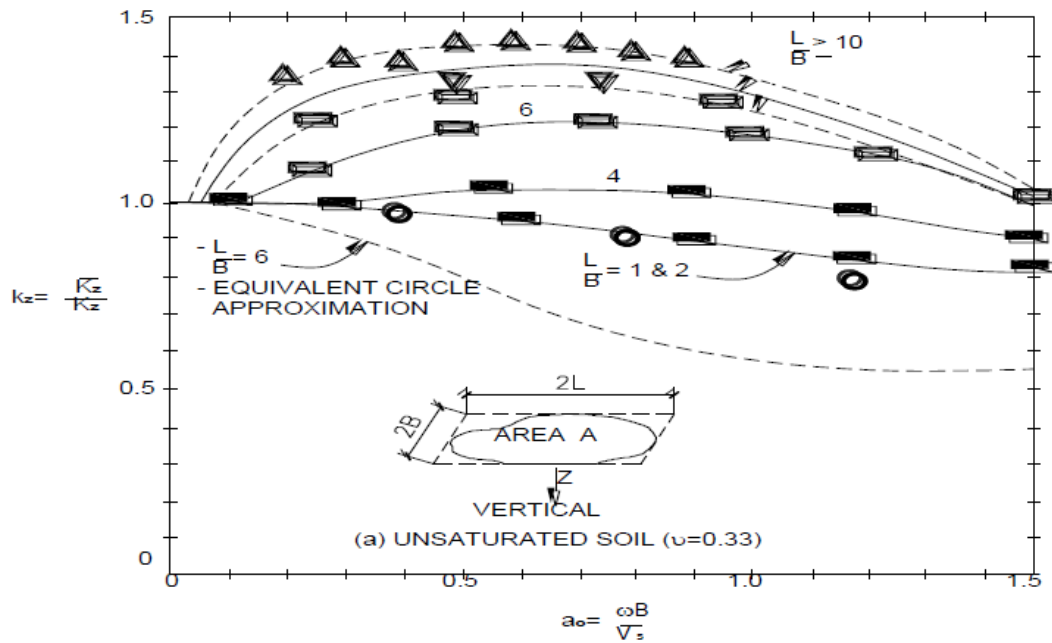 1.5
L/B > 10
6
4
1.0
- L/B = 6
- EQUIVALENT CIRCLE
APPROXIMATION
L/B = 1 & 2
kz= K̅z/Kz
0.5
2L
2B
AREA A
Z
VERTICAL
(a) UNSATURATED SOIL (υ=0.33)
0
0
0.5
1.0
1.5
ao= ωB/Vs